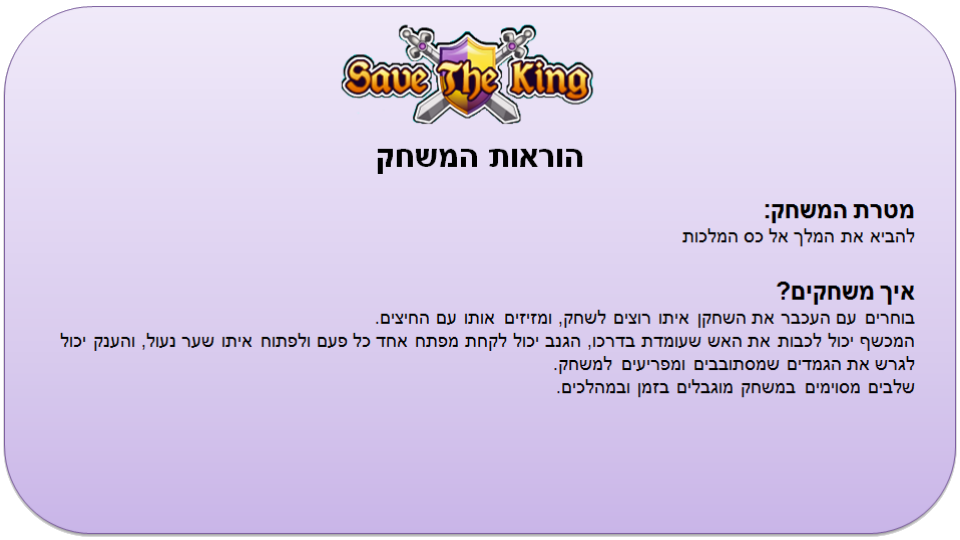 Save The King
הוראות המשחק
מטרת המשחק:
להביא את המלך אל כס המלכות
איך משחקים?
בוחרים עם העכבר את השחקן איתו רוצים לשחק, ומזיזים אותו עם החיצים.
המכשף יכול לכבות את האש שעומדת בדרכו, הגנב יכול לקחת מפתח אחד כל פעם ולפתוח איתו שער נעול, והענק יכול
לגרש את הגמדים שמסתובבים ומפריעים למשחק.
שלבים מסוימים במשחק מוגבלים בזמן ובמהלכים.